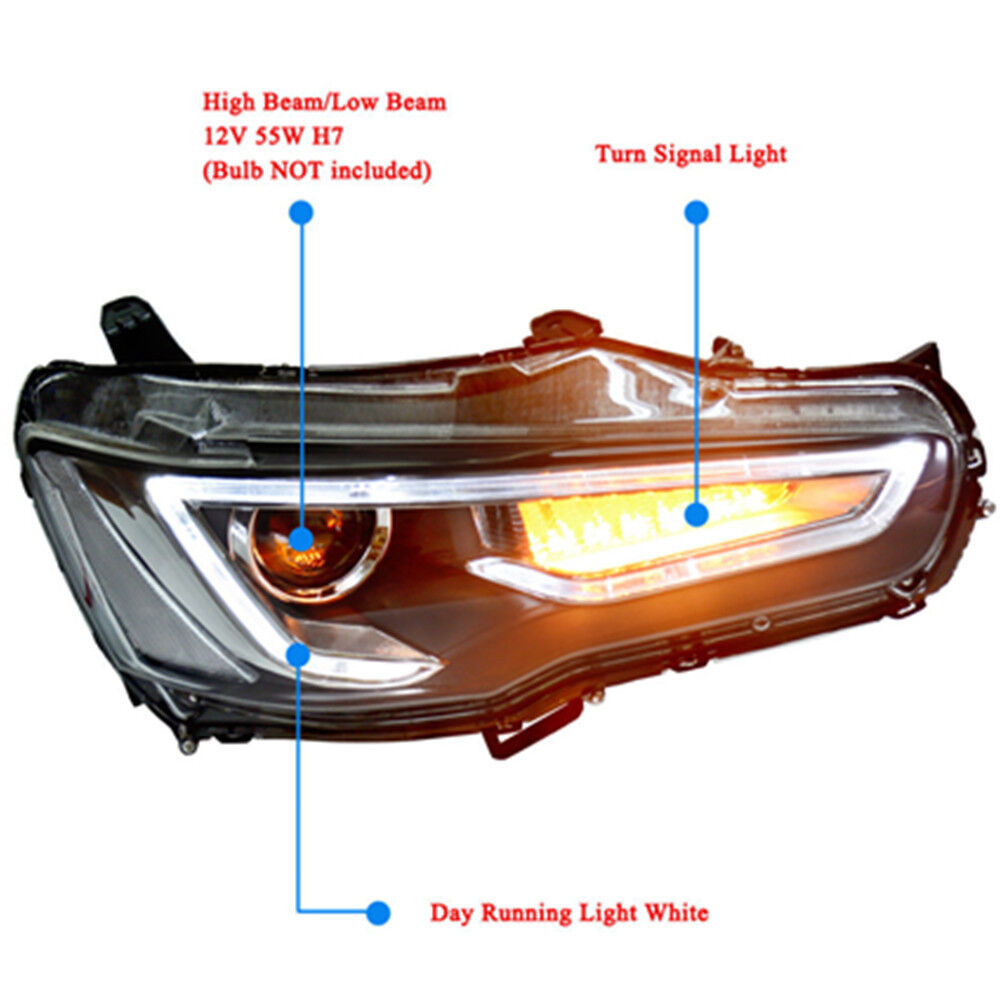 High Beam/Low Beam
12V 55W H7
(Bulb NOT included)
Turn Signal Light
Day Running Light White